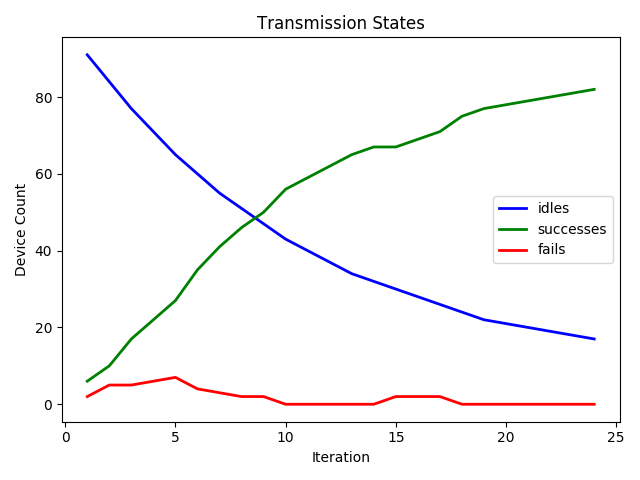 Transmission States
Device Count
80
60
40
20
0
0 5 10 15 20 25
Iteration
idles
successes
fails